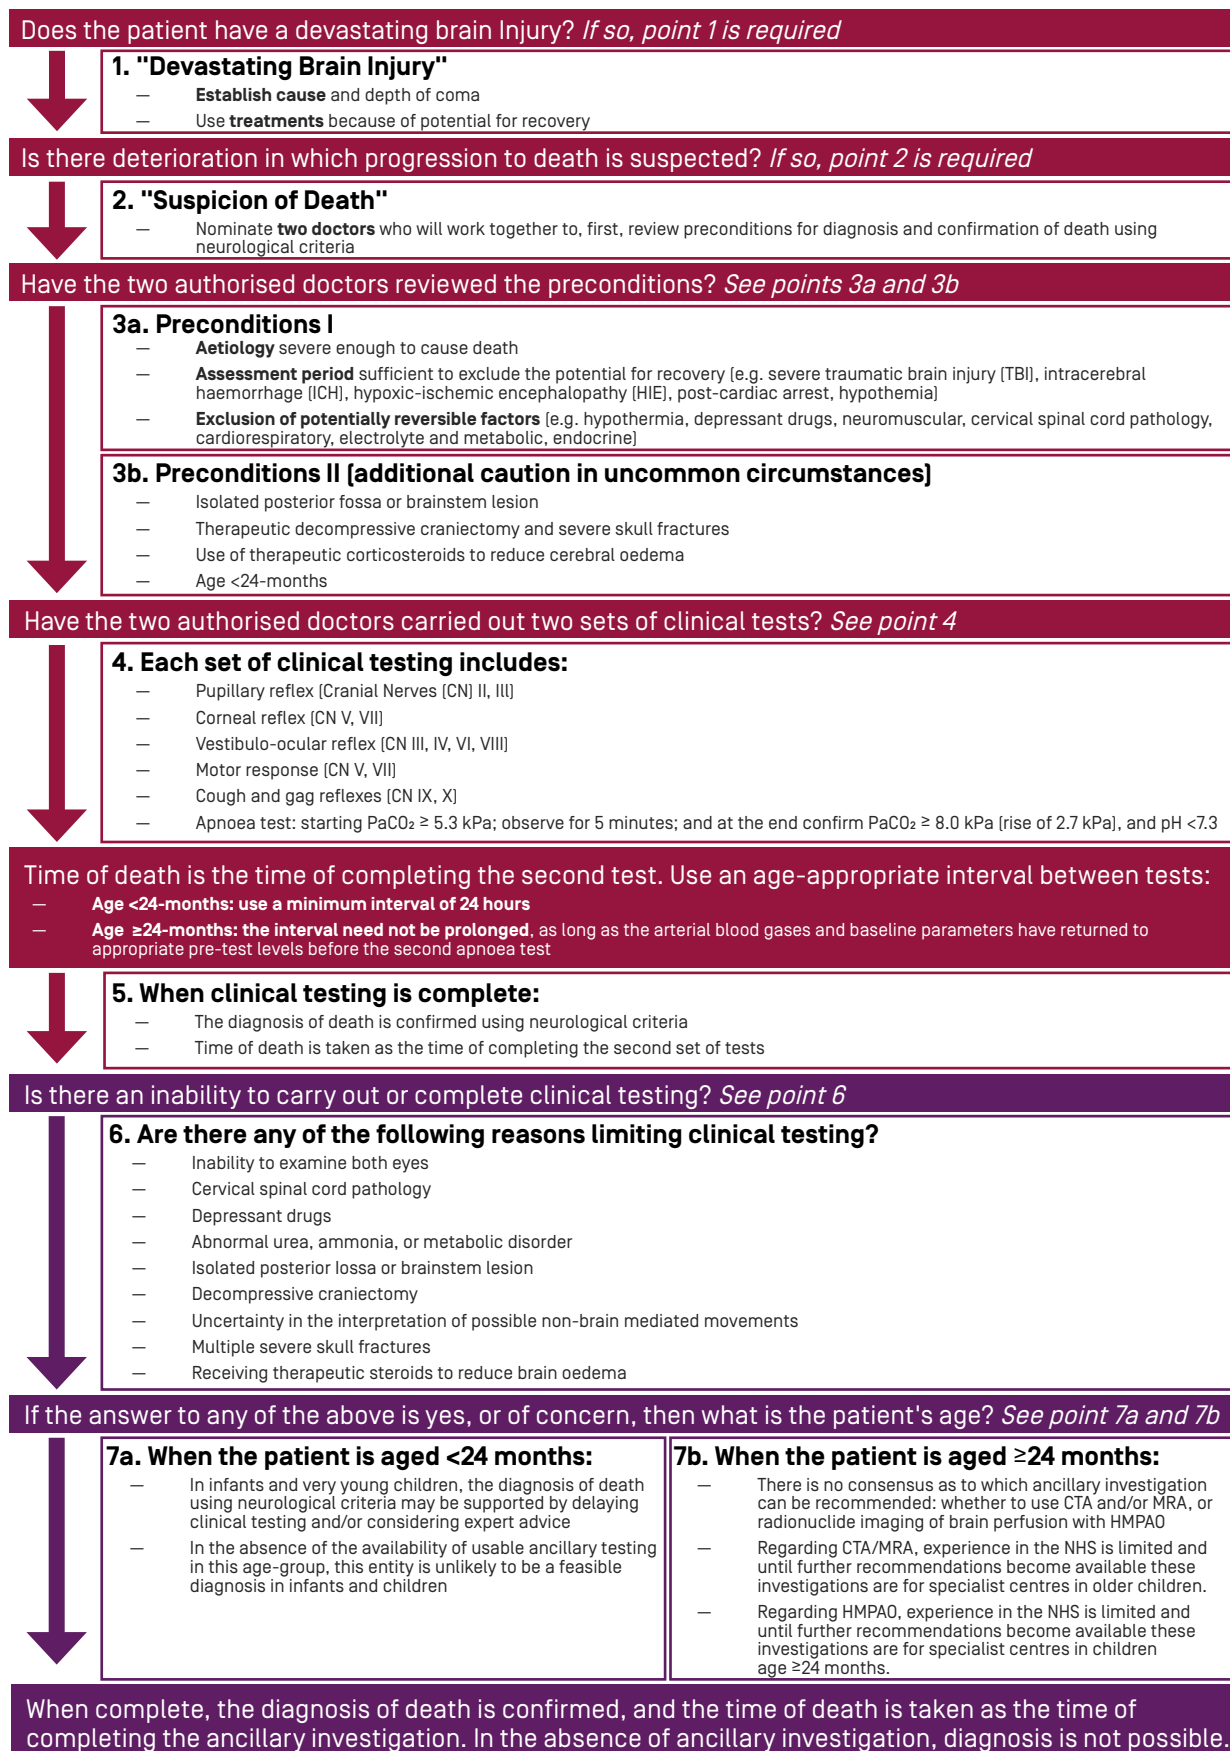 Does the patient have a devastating brain Injury? If so, point 1 is required
1. "Devastating Brain Injury"
— Establish cause and depth of coma
— Use treatments because of potential for recovery
Is there deterioration in which progression to death is suspected? If so, point 2 is required
2. "Suspicion of Death"
— Nominate two doctors who will work together to, first, review preconditions for diagnosis and confirmation of death using
neurological criteria
Have the two authorised doctors reviewed the preconditions? See points 3a and 3b
3a. Preconditions I
— Aetiology severe enough to cause death
— Assessment period sufficient to exclude the potential for recovery (e.g. severe traumatic brain injury (TBI), intracerebral
haemorrhage (ICH), hypoxic-ischemic encephalopathy (HIE), post-cardiac arrest, hypothemia)
— Exclusion of potentially reversible factors (e.g. hypothermia, depressant drugs, neuromuscular, cervical spinal cord pathology,
cardiorespiratory, electrolyte and metabolic, endocrine)
3b. Preconditions II (additional caution in uncommon circumstances)
— Isolated posterior fossa or brainstem lesion
— Therapeutic decompressive craniectomy and severe skull fractures
— Use of therapeutic corticosteroids to reduce cerebral oedema
— Age <24-months
Have the two authorised doctors carried out two sets of clinical tests? See point 4
4. Each set of clinical testing includes:
— Pupillary reflex (Cranial Nerves (CN) II, III)
— Corneal reflex (CN V, VII)
— Vestibulo-ocular reflex (CN III, IV, VI, VIII)
— Motor response (CN V, VII)
— Cough and gag reflexes (CN IX, X)
— Apnoea test: starting PaCO₂ ≥ 5.3 kPa; observe for 5 minutes; and at the end confirm PaCO₂ ≥ 8.0 kPa (rise of 2.7 kPa), and pH <7.3
Time of death is the time of completing the second test. Use an age-appropriate interval between tests:
— Age <24-months: use a minimum interval of 24 hours
— Age ≥24-months: the interval need not be prolonged, as long as the arterial blood gases and baseline parameters have returned to
appropriate pre-test levels before the second apnoea test
5. When clinical testing is complete:
— The diagnosis of death is confirmed using neurological criteria
— Time of death is taken as the time of completing the second set of tests
Is there an inability to carry out or complete clinical testing? See point 6
6. Are there any of the following reasons limiting clinical testing?
— Inability to examine both eyes
— Cervical spinal cord pathology
— Depressant drugs
— Abnormal urea, ammonia, or metabolic disorder
— Isolated posterior Iossa or brainstem lesion
— Decompressive craniectomy
— Uncertainty in the interpretation of possible non-brain mediated movements
— Multiple severe skull fractures
— Receiving therapeutic steroids to reduce brain oedema
If the answer to any of the above is yes, or of concern, then what is the patient's age? See point 7a and 7b
7a. When the patient is aged <24 months:
— In infants and very young children, the diagnosis of death
using neurological criteria may be supported by delaying
clinical testing and/or considering expert advice
— In the absence of the availability of usable ancillary testing
in this age-group, this entity is unlikely to be a feasible
diagnosis in infants and children
7b. When the patient is aged ≥24 months:
— There is no consensus as to which ancillary investigation
can be recommended: whether to use CTA and/or MRA, or
radionuclide imaging of brain perfusion with HMPAO
— Regarding CTA/MRA, experience in the NHS is limited and
until further recommendations become available these
investigations are for specialist centres in older children.
— Regarding HMPAO, experience in the NHS is limited and
until further recommendations become available these
investigations are for specialist centres in children
age ≥24 months.
When complete, the diagnosis of death is confirmed, and the time of death is taken as the time of
completing the ancillary investigation. In the absence of ancillary investigation, diagnosis is not possible.